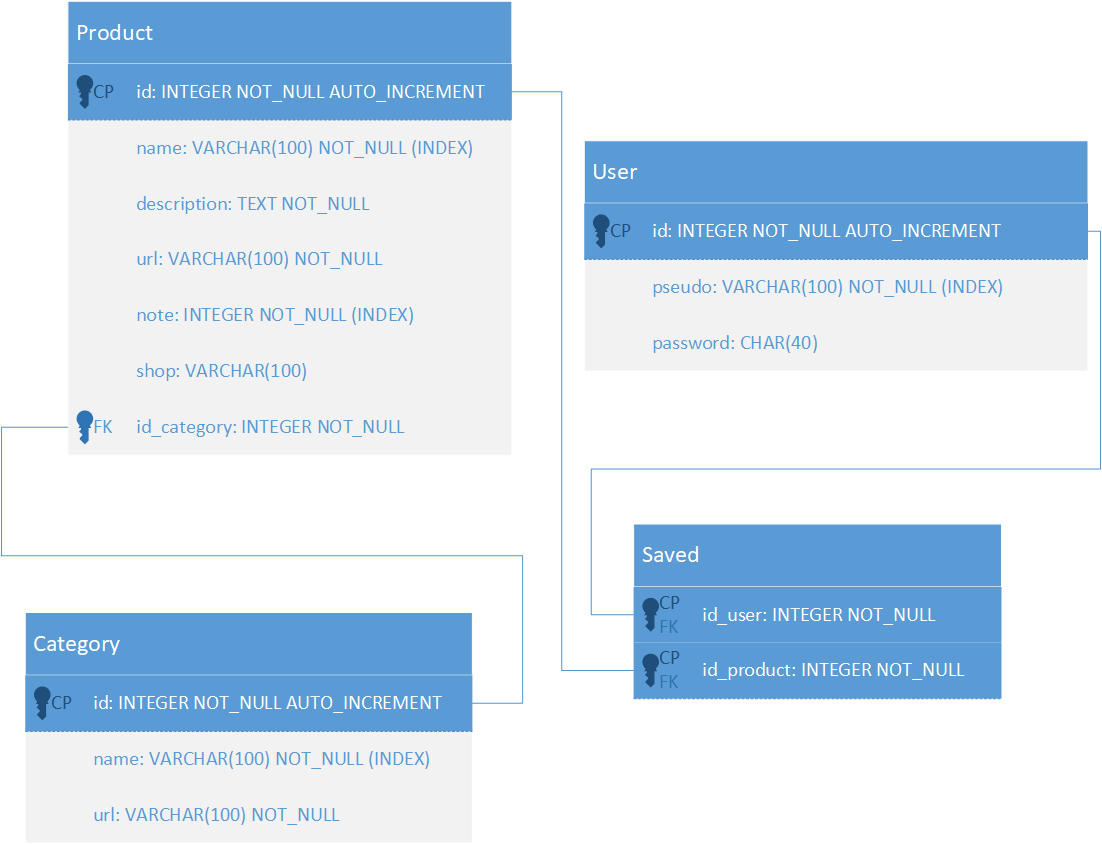 Product
CP id: INTEGER NOT_NULL AUTO_INCREMENT
name: VARCHAR(100) NOT_NULL (INDEX)
description: TEXT NOT_NULL
url: VARCHAR(100) NOT_NULL
note: INTEGER NOT_NULL (INDEX)
shop: VARCHAR(100)
FK id_category: INTEGER NOT_NULL
User
CP id: INTEGER NOT_NULL AUTO_INCREMENT
pseudo: VARCHAR(100) NOT_NULL (INDEX)
password: CHAR(40)
Saved
CP
FK id_user: INTEGER NOT_NULL
CP
FK id_product: INTEGER NOT_NULL
Category
CP id: INTEGER NOT_NULL AUTO_INCREMENT
name: VARCHAR(100) NOT_NULL (INDEX)
url: VARCHAR(100) NOT_NULL